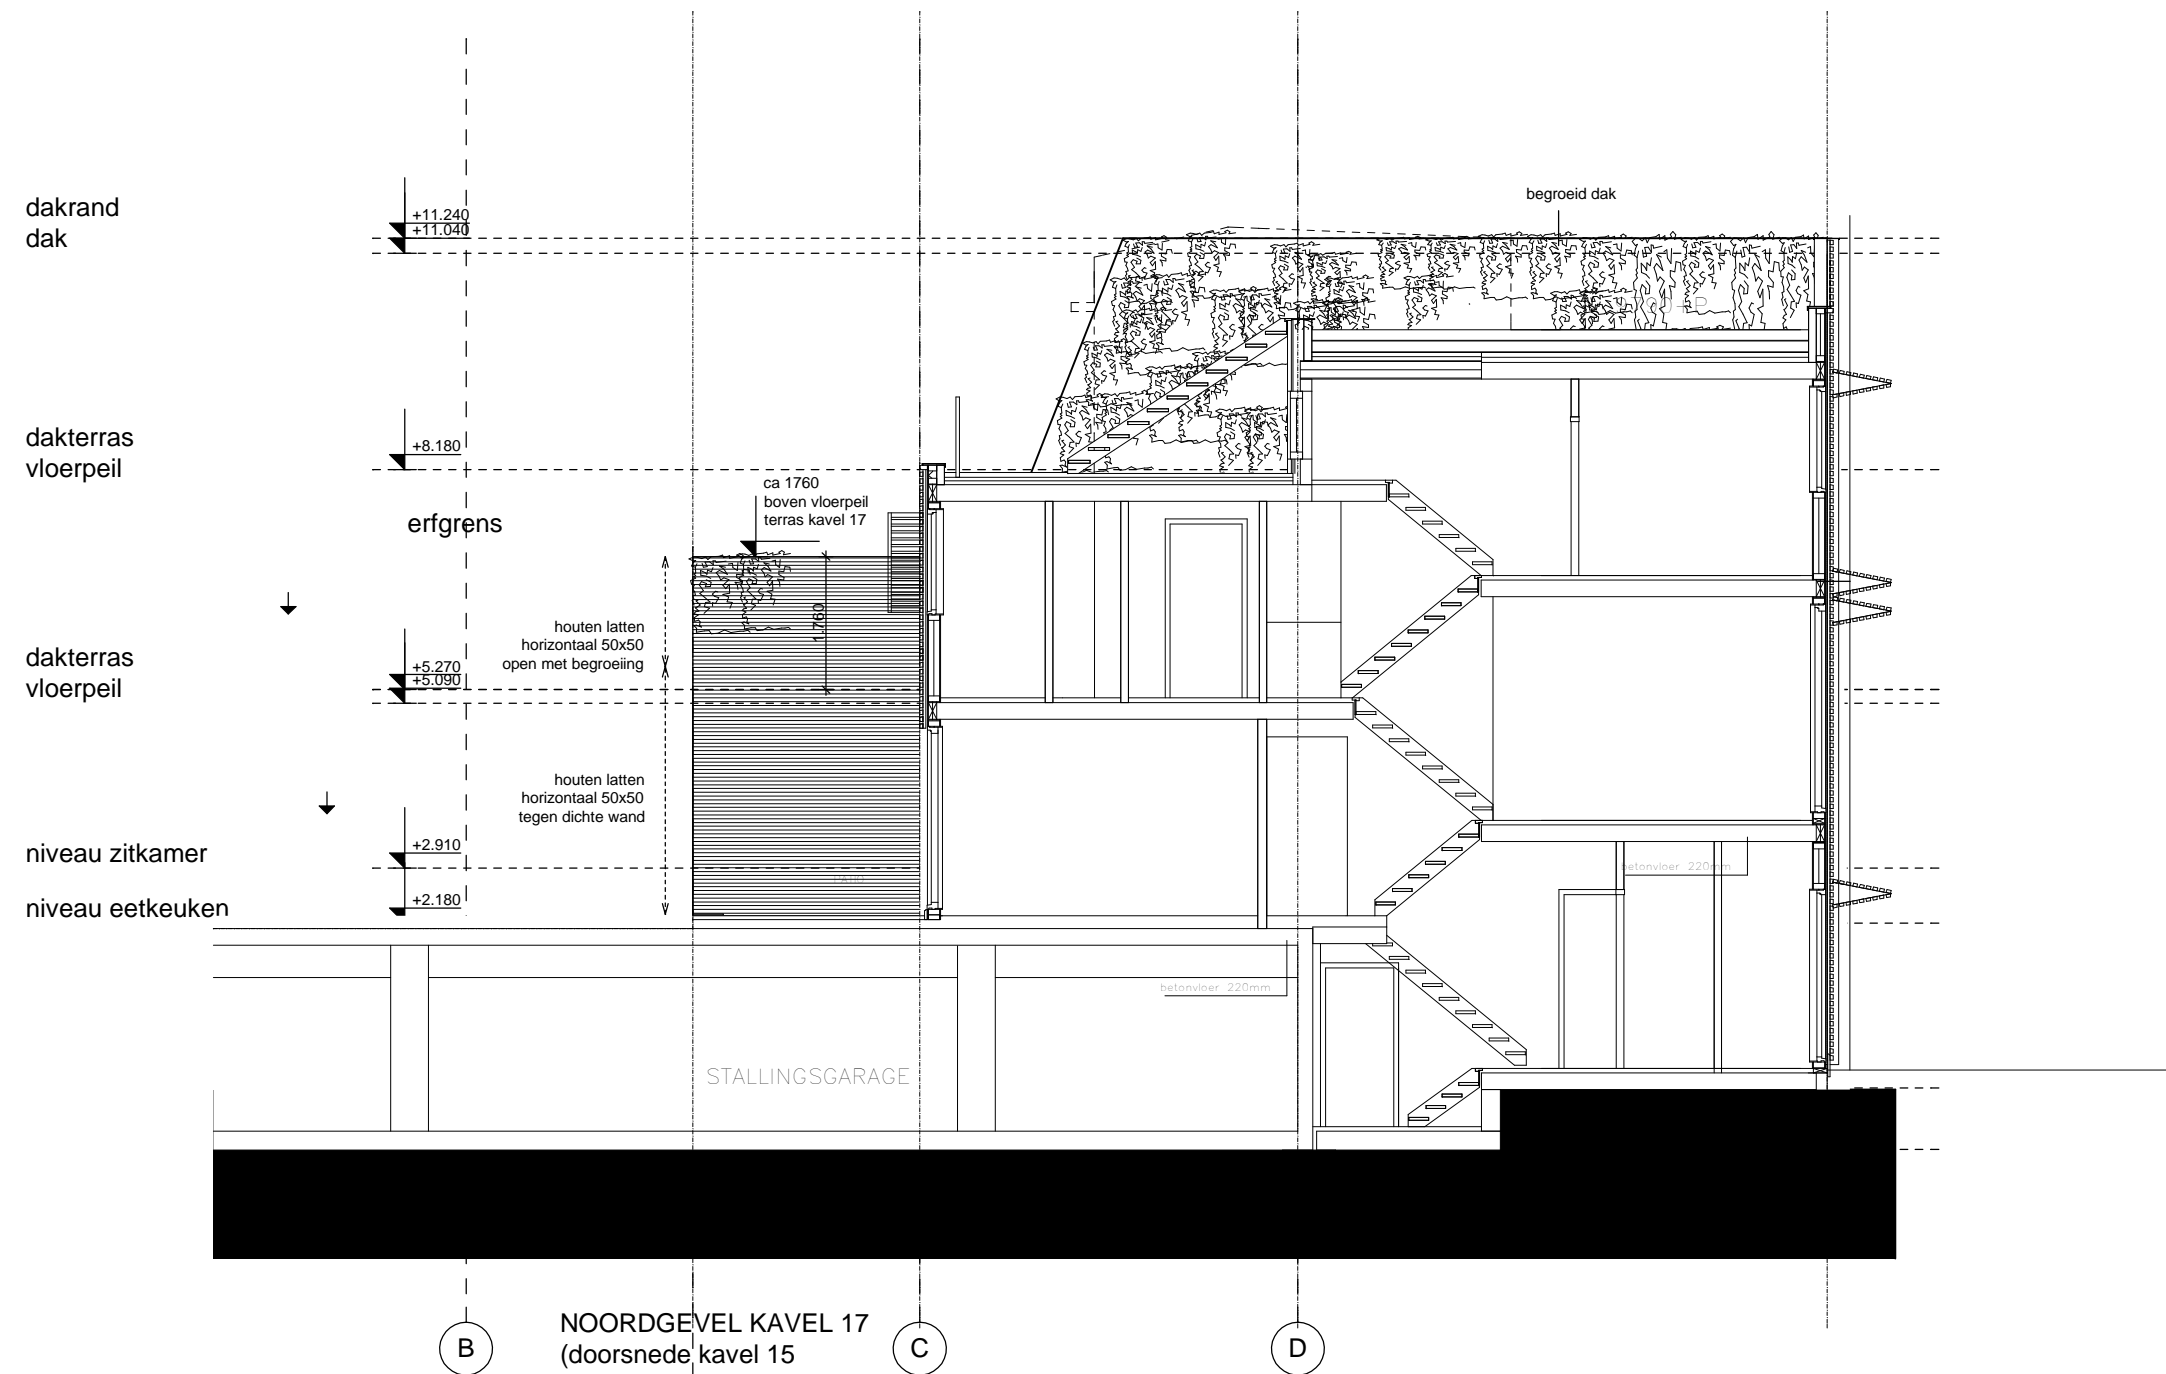 begroeid dak
dakrand
dak
+11.240
+11.040
dakterras
vloerpeil
+8.180
ca 1760
boven vloerpeil
terras kavel 17
erfgrens
houten latten
horizontaal 50x50
open met begroeiing
1.760
dakterras
vloerpeil
+5.270
+5.090
houten latten
horizontaal 50x50
tegen dichte wand
niveau zitkamer
+2.910
betonvloer 220mm
niveau eetkeuken
+2.180
betonvloer 220mm
STALLINGSGARAGE
NOORDGEVEL KAVEL 17
(doorsnede kavel 15
B
C
D